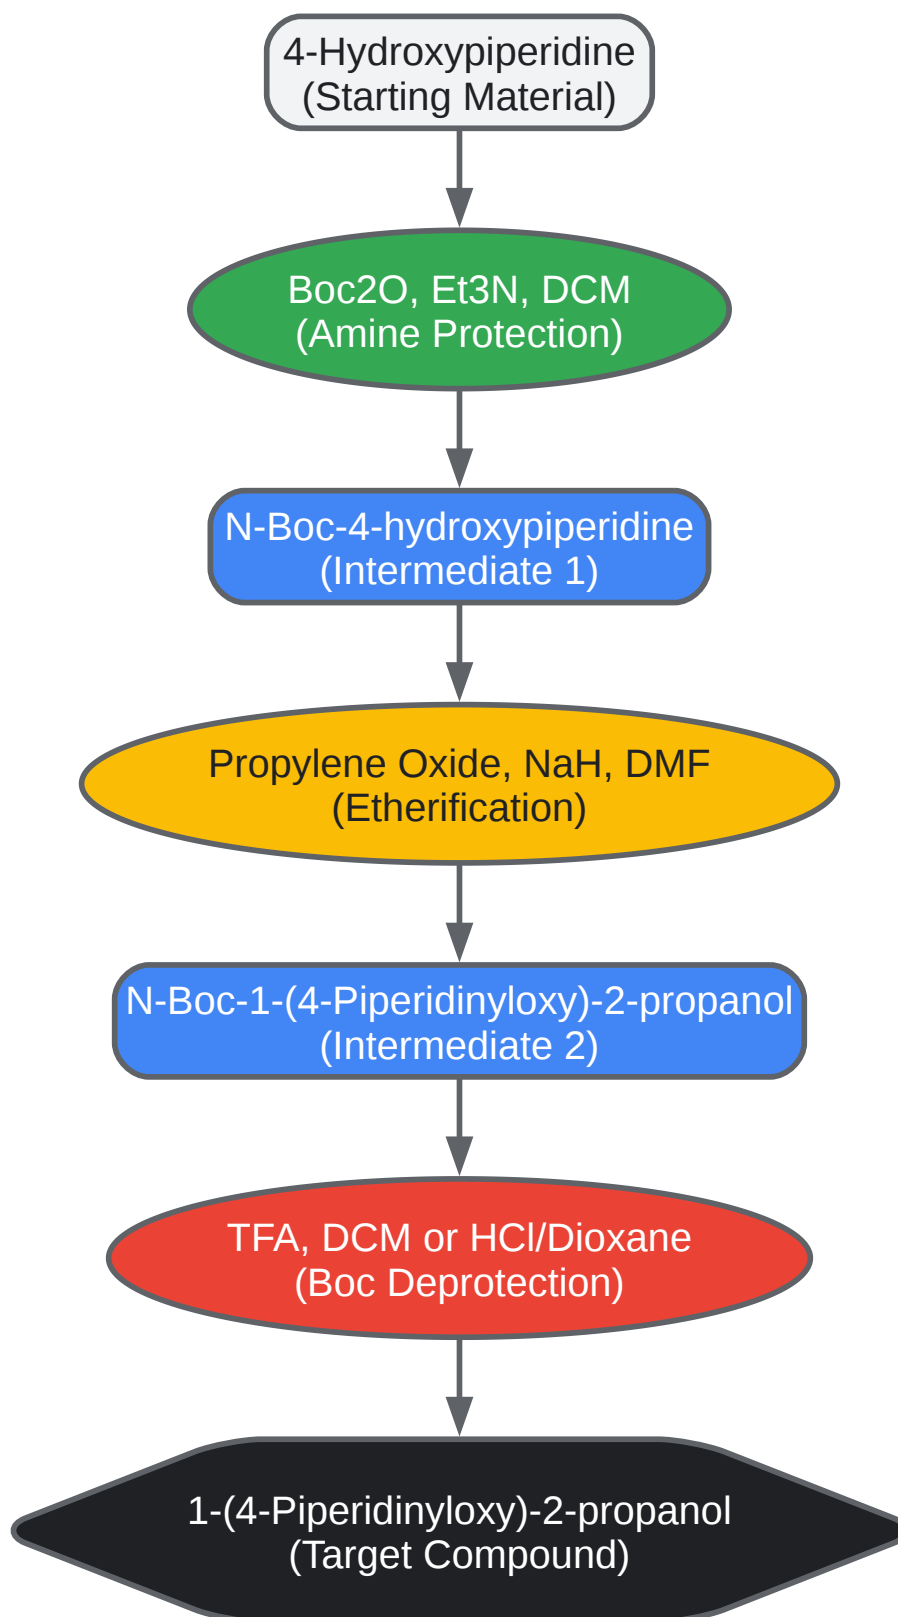 4-Hydroxypiperidine
(Starting Material)
Boc2O, Et3N, DCM
(Amine Protection)
N-Boc-4-hydroxypiperidine
(Intermediate 1)
Propylene Oxide, NaH, DMF
(Etherification)
N-Boc-1-(4-Piperidinyloxy)-2-propanol
(Intermediate 2)
TFA, DCM or HCl/Dioxane
(Boc Deprotection)
1-(4-Piperidinyloxy)-2-propanol
(Target Compound)